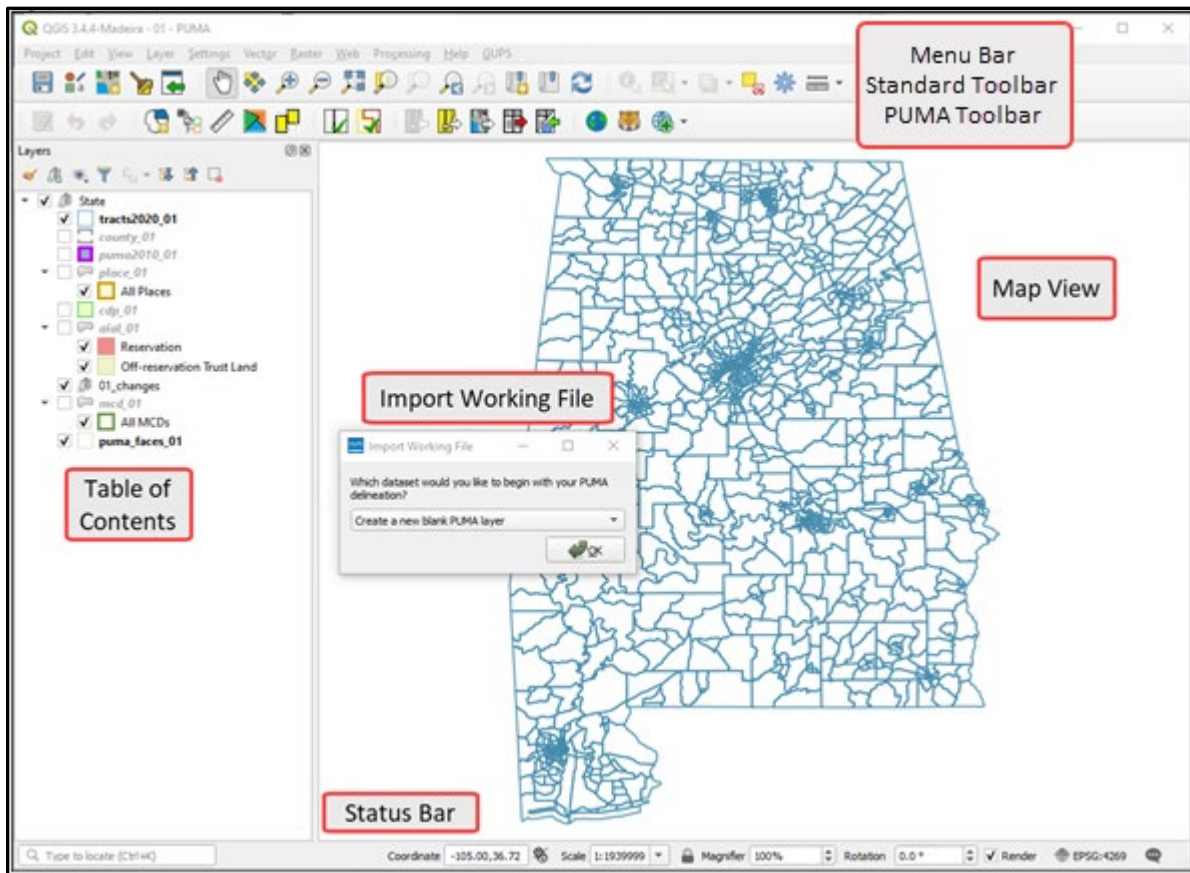 QGIS 3.4.4-Madeira - 01 - PUMA
Project Edit View Layer Settings Vector Raster Web Processing Help GUPS
Menu Bar
Standard Toolbar
PUMA Toolbar
Layers
State
tracts2020_01
county_01
puma2010_01
place_01
All Places
cdp_01
aial_01
Reservation
Off-reservation Trust Land
01_changes
mcd_01
All MCDs
puma_faces_01
Table of
Contents
Map View
Import Working File
Import Working File
Which dataset would you like to begin with your PUMA
delineation?
Create a new blank PUMA layer
OK
Status Bar
Type to locate (Ctrl+K) Coordinate -105.00,36.72 Scale 1:1939999 Magnifier 100% Rotation 0.0 ° Render EPSG:4269